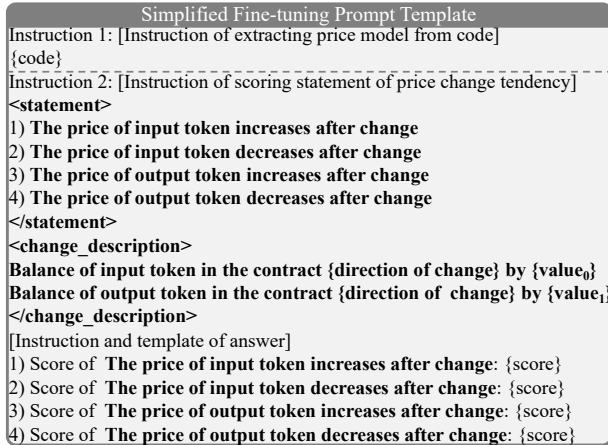 Simplified Fine-tuning Prompt Template
Instruction 1: [Instruction of extracting price model from code]
{code}
Instruction 2: [Instruction of scoring statement of price change tendency]
<statement>
1) The price of input token increases after change
2) The price of input token decreases after change
3) The price of output token increases after change
4) The price of output token decreases after change
</statement>
<change_description>
Balance of input token in the contract {direction of change} by {value₀}
Balance of output token in the contract {direction of change} by {value₁}
</change_description>
[Instruction and template of answer]
1) Score of The price of input token increases after change: {score}
2) Score of The price of input token decreases after change: {score}
3) Score of The price of output token increases after change: {score}
4) Score of The price of output token decreases after change: {score}